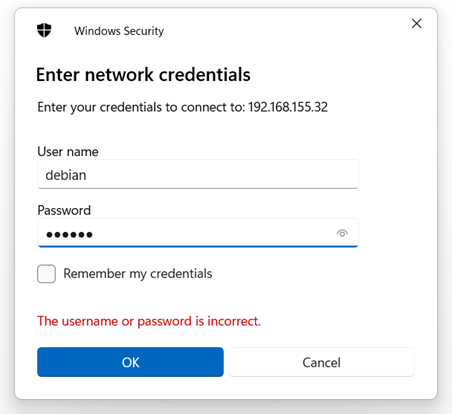 Windows Security
Enter network credentials
Enter your credentials to connect to: 192.168.155.32
User name
debian
Password
●●●●●●
Remember my credentials
The username or password is incorrect.
OK
Cancel